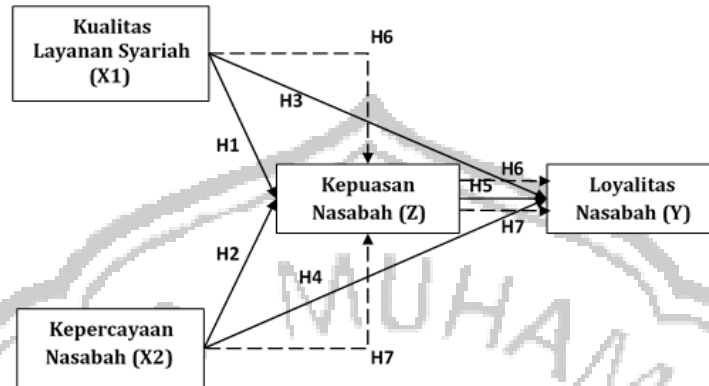 Kualitas
Layanan Syariah
(X1)
H6
H3
H1
Kepuasan
Nasabah (Z)
H6
H5
H7
Loyalitas
Nasabah (Y)
H2
H4
MUHAM
Kepercayaan
Nasabah (X2)
H7